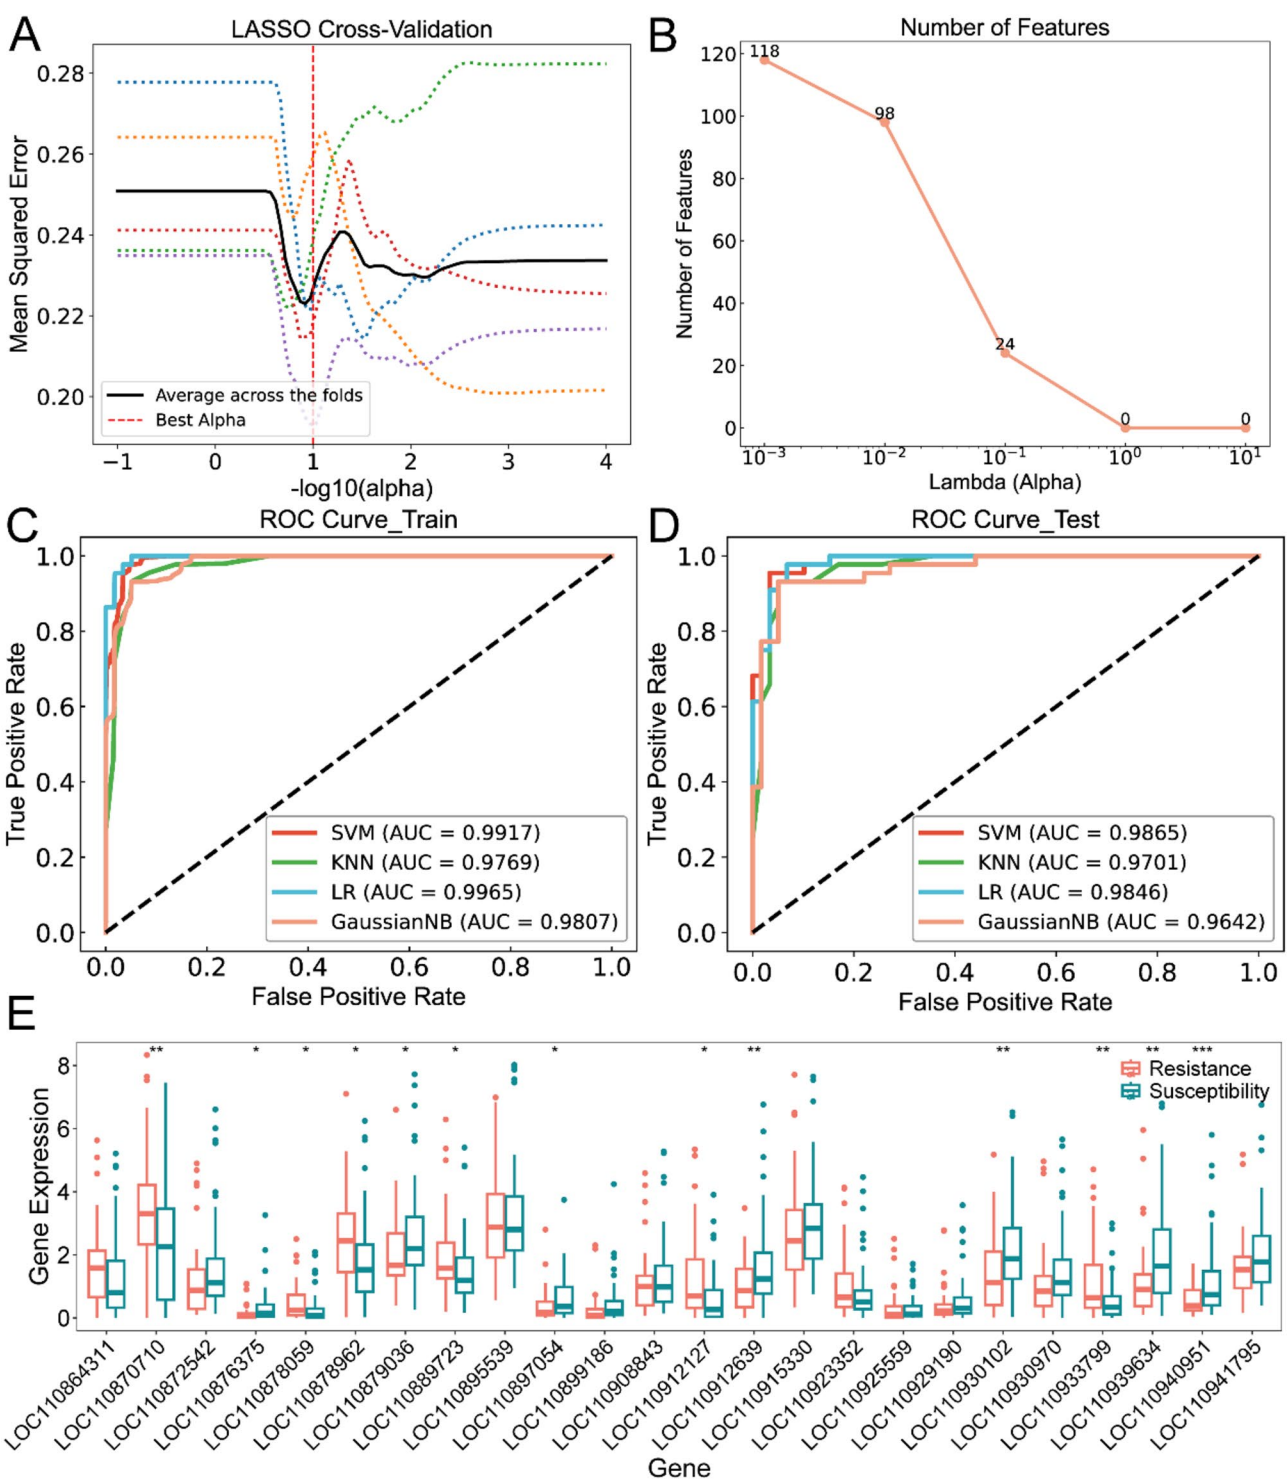 A
LASSO Cross-Validation
0.28
0.26
0.24
0.22
0.20
Mean Squared Error
Average across the folds
Best Alpha
−1 0 1 2 3 4
-log10(alpha)
B
Number of Features
120
100
80
60
40
20
0
Number of Features
118
98
24
0
0
10⁻³ 10⁻² 10⁻¹ 10⁰ 10¹
Lambda (Alpha)
C
ROC Curve_Train
1.0
0.8
0.6
0.4
0.2
0.0
True Positive Rate
SVM (AUC = 0.9917)
KNN (AUC = 0.9769)
LR (AUC = 0.9965)
GaussianNB (AUC = 0.9807)
0.0 0.2 0.4 0.6 0.8 1.0
False Positive Rate
D
ROC Curve_Test
1.0
0.8
0.6
0.4
0.2
0.0
True Positive Rate
SVM (AUC = 0.9865)
KNN (AUC = 0.9701)
LR (AUC = 0.9846)
GaussianNB (AUC = 0.9642)
0.0 0.2 0.4 0.6 0.8 1.0
False Positive Rate
E
** * * * * * * * ** ** ** ** ***
Resistance
Susceptibility
8
6
4
2
0
Gene Expression
LOC110864311
LOC110870710
LOC110872542
LOC110876375
LOC110878059
LOC110878962
LOC110879036
LOC110889723
LOC110895539
LOC110897054
LOC110899186
LOC110908843
LOC110912127
LOC110912639
LOC110915330
LOC110923352
LOC110925559
LOC110929190
LOC110930102
LOC110930970
LOC110933799
LOC110939634
LOC110940951
LOC110941795
Gene